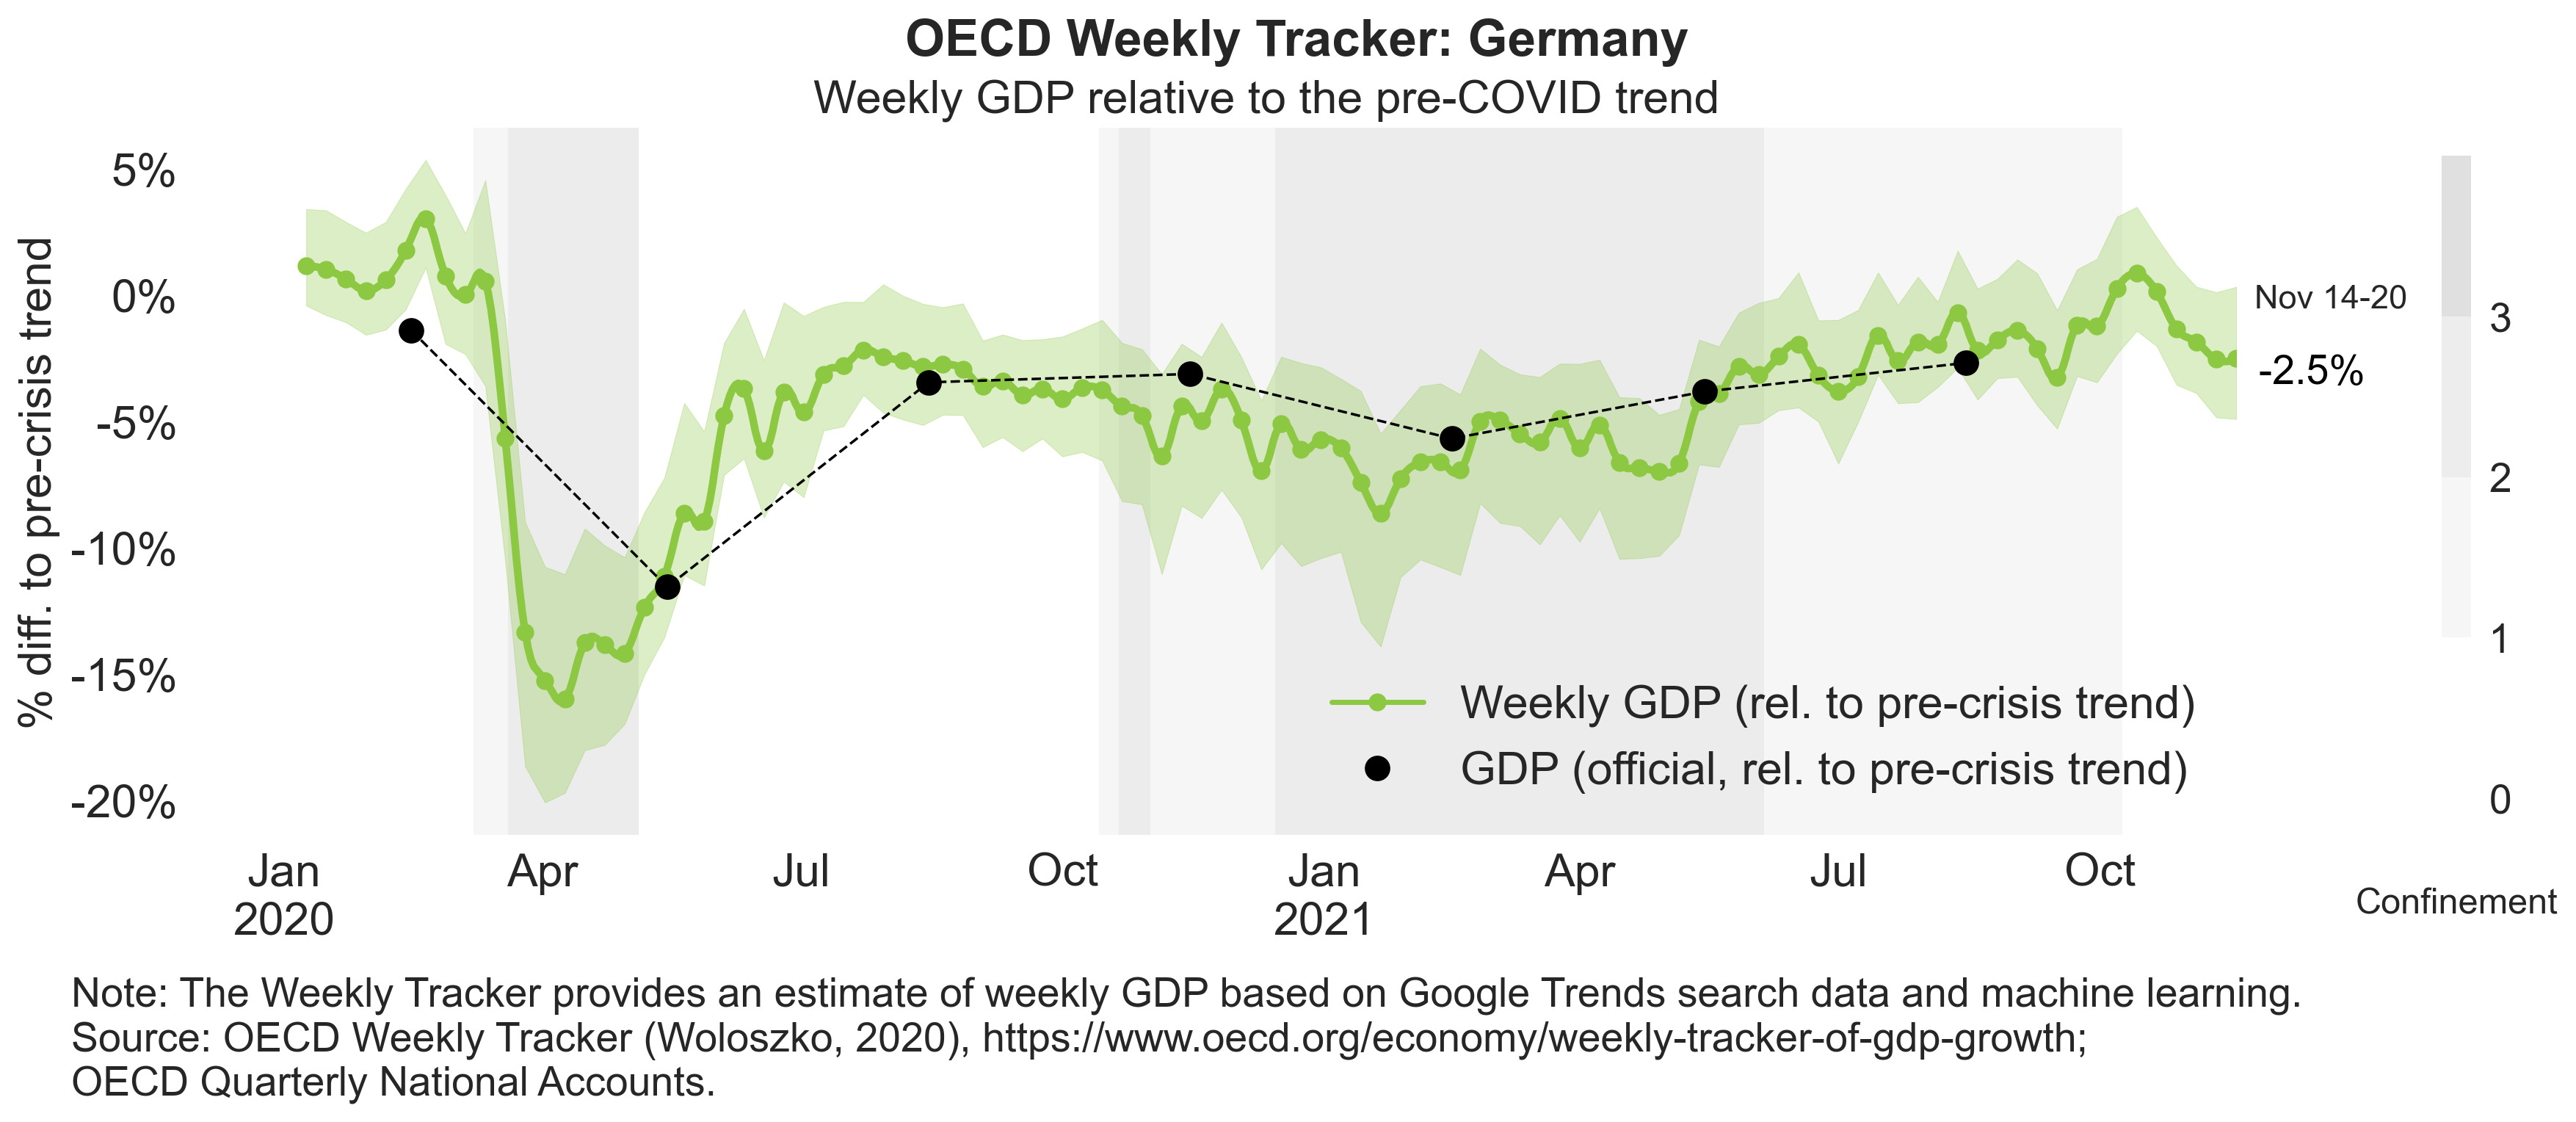 OECD Weekly Tracker: Germany
Weekly GDP relative to the pre-COVID trend
% diff. to pre-crisis trend
5%
0%
-5%
-10%
-15%
-20%
Nov 14-20
-2.5%
3
2
1
0
Confinement
Weekly GDP (rel. to pre-crisis trend)
GDP (official, rel. to pre-crisis trend)
Jan Apr Jul Oct Jan Apr Jul Oct
2020 2021
Note: The Weekly Tracker provides an estimate of weekly GDP based on Google Trends search data and machine learning.
Source: OECD Weekly Tracker (Woloszko, 2020), https://www.oecd.org/economy/weekly-tracker-of-gdp-growth;
OECD Quarterly National Accounts.